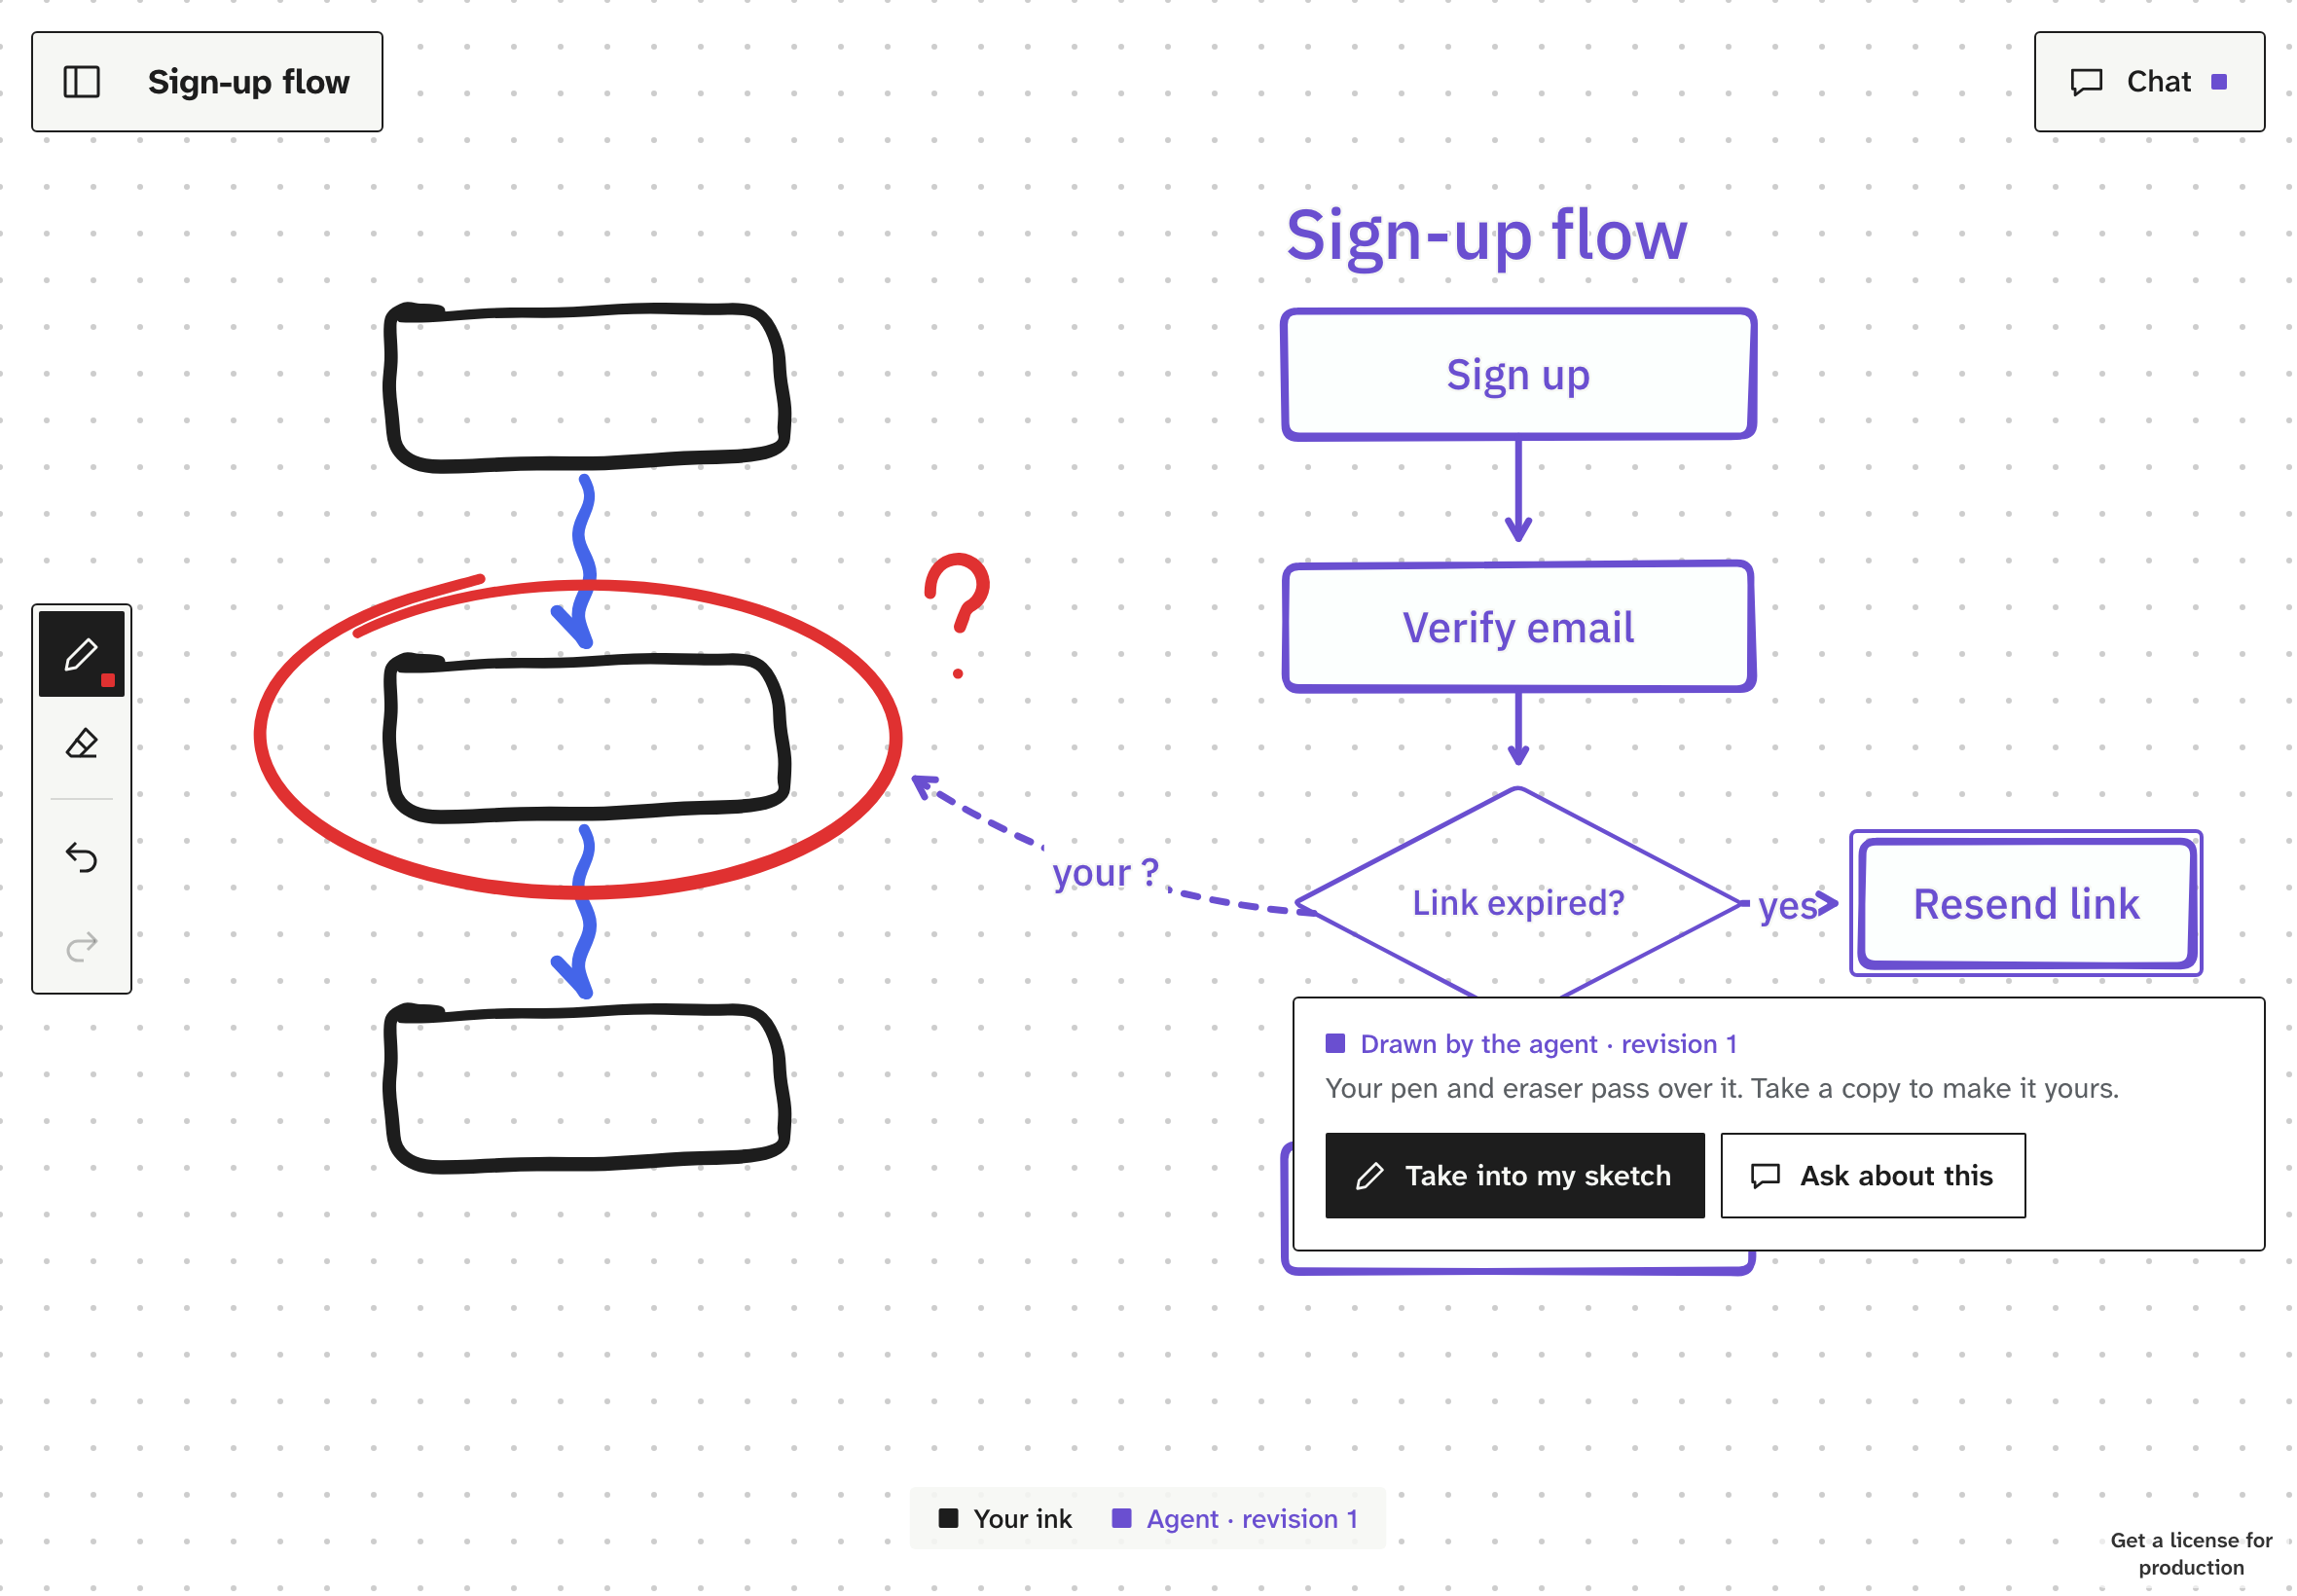 Sign-up flow
Chat
Sign-up flow
Sign up
?
Verify email
your ?
Link expired?
yes
Resend link
Drawn by the agent · revision 1
Your pen and eraser pass over it. Take a copy to make it yours.
Take into my sketch
Ask about this
Your ink
Agent · revision 1
Get a license for
production